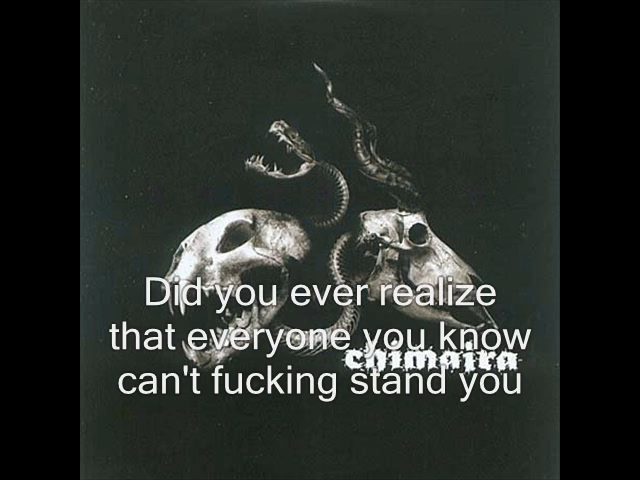 Did you ever realize
that everyone you know
chimaira
can't fucking stand you